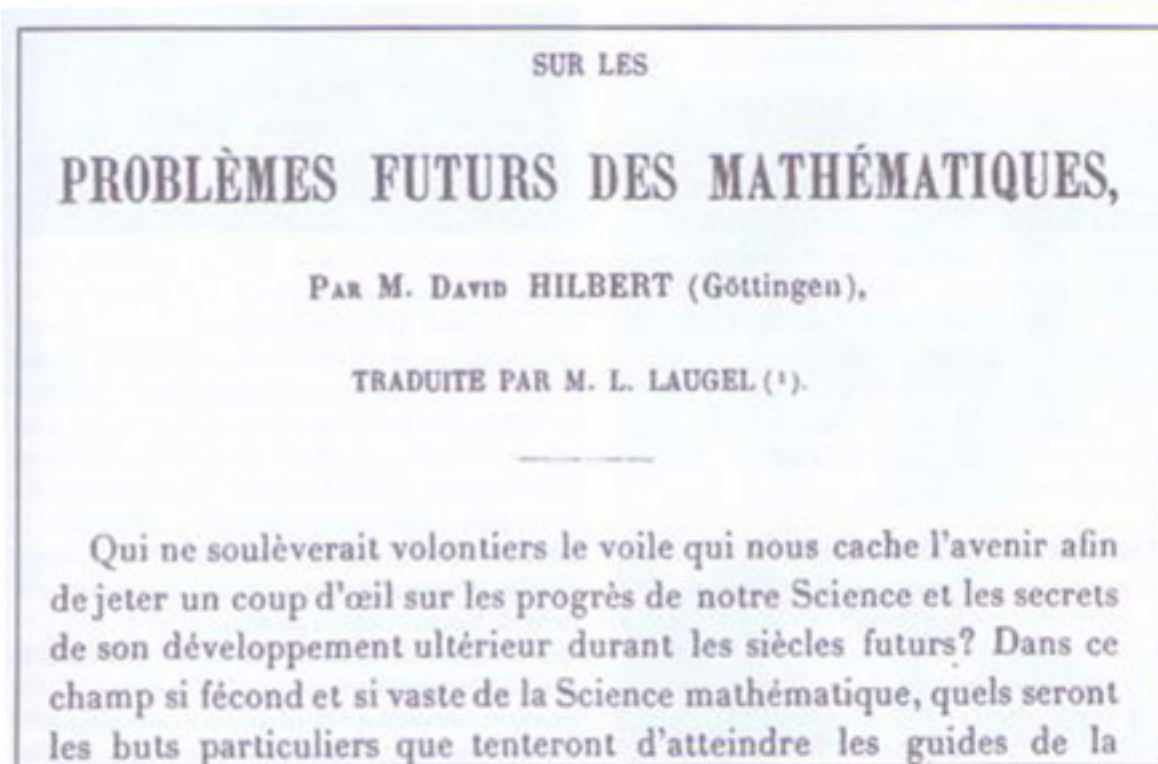 SUR LES
PROBLÈMES FUTURS DES MATHÉMATIQUES,
PAR M. DAVID HILBERT (Göttingen),
TRADUITE PAR M. L. LAUGEL (¹).
Qui ne soulèverait volontiers le voile qui nous cache l'avenir afin
de jeter un coup d'œil sur les progrès de notre Science et les secrets
de son développement ultérieur durant les siècles futurs? Dans ce
champ si fécond et si vaste de la Science mathématique, quels seront
les buts particuliers que tenteront d'atteindre les guides de la